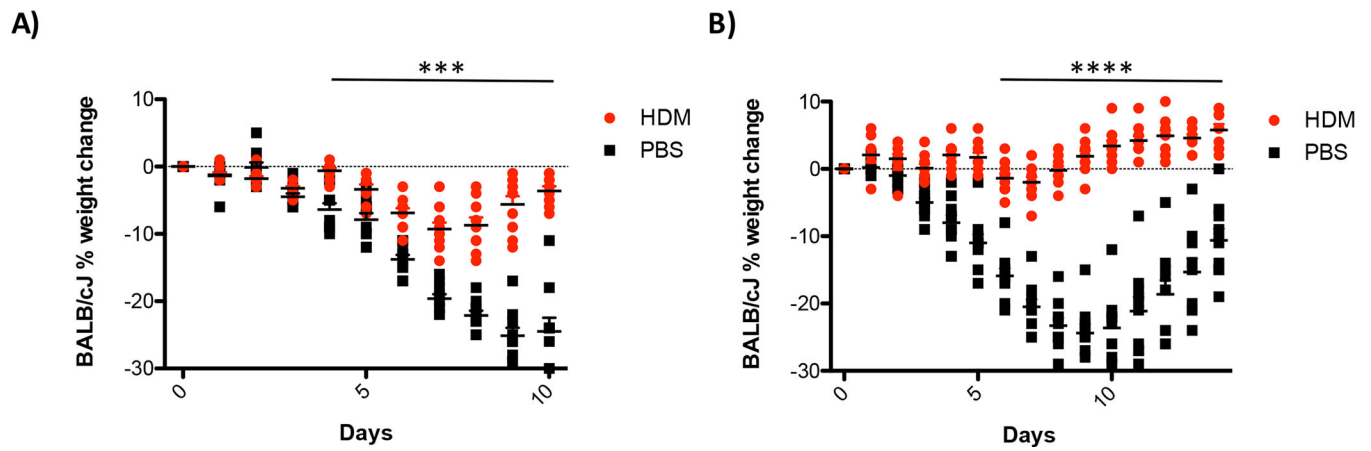 A)
***
BALB/cJ % weight change
10
0
-10
-20
-30
0
5
10
Days
HDM
PBS
B)
****
BALB/cJ % weight change
10
0
-10
-20
-30
0
5
10
Days
HDM
PBS